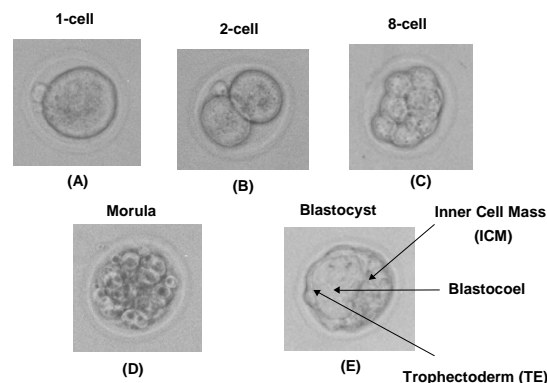 1-cell
2-cell
8-cell
(A)
(B)
(C)
Morula
Blastocyst
Inner Cell Mass
(ICM)
Blastocoel
(D)
(E)
Trophectoderm (TE)